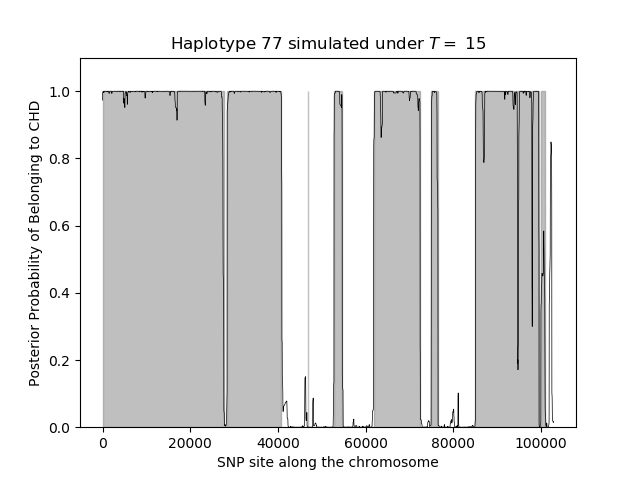 Haplotype 77 simulated under T = 15
Posterior Probability of Belonging to CHD
1.0
0.8
0.6
0.4
0.2
0.0
0 20000 40000 60000 80000 100000
SNP site along the chromosome